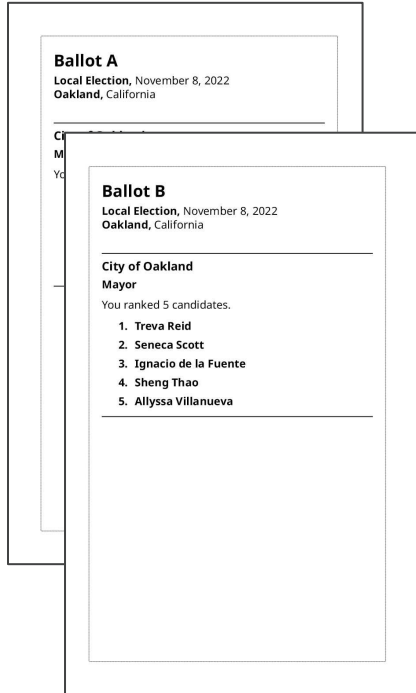 Ballot A
Local Election, November 8, 2022
Oakland, California
Ballot B
Local Election, November 8, 2022
Oakland, California
City of Oakland
Mayor
You ranked 5 candidates.
1. Treva Reid
2. Seneca Scott
3. Ignacio de la Fuente
4. Sheng Thao
5. Allyssa Villanueva